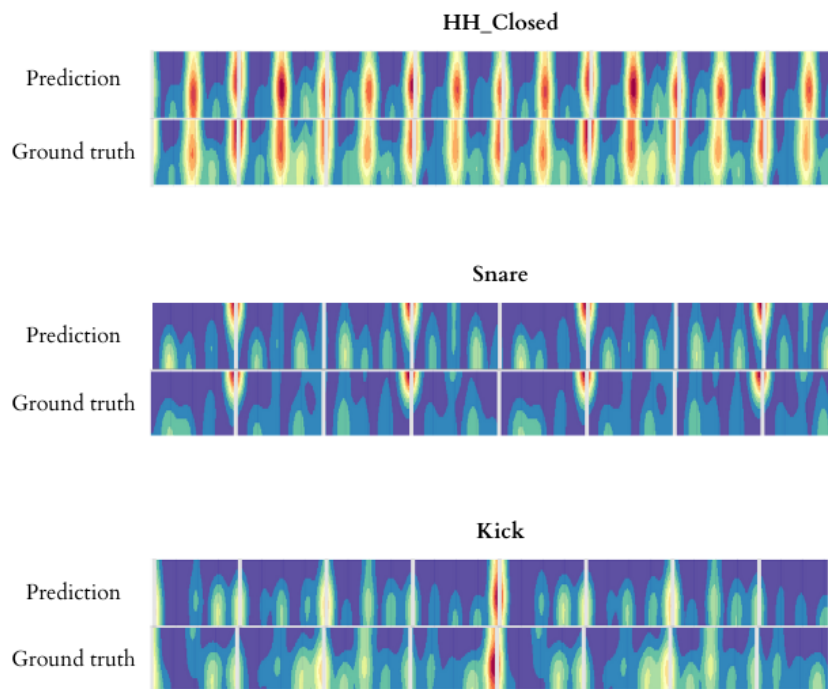 HH_Closed
Prediction
Ground truth
Snare
Prediction
Ground truth
Kick
Prediction
Ground truth